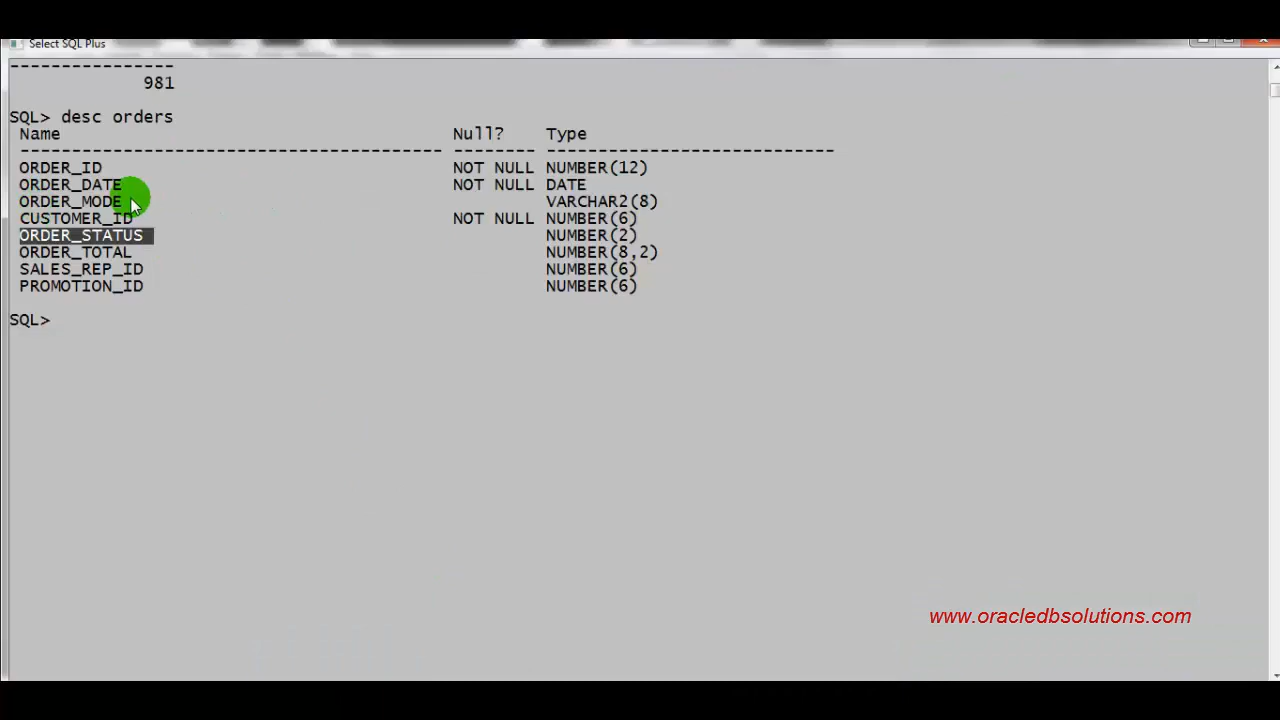 Select SQL Plus
----------------
981
SQL> desc orders
Name Null? Type
----------------------------------------- -------- ----------------------------
ORDER_ID NOT NULL NUMBER(12)
ORDER_DATE NOT NULL DATE
ORDER_MODE VARCHAR2(8)
CUSTOMER_ID NOT NULL NUMBER(6)
ORDER_STATUS NUMBER(2)
ORDER_TOTAL NUMBER(8,2)
SALES_REP_ID NUMBER(6)
PROMOTION_ID NUMBER(6)
SQL>
www.oracledbsolutions.com